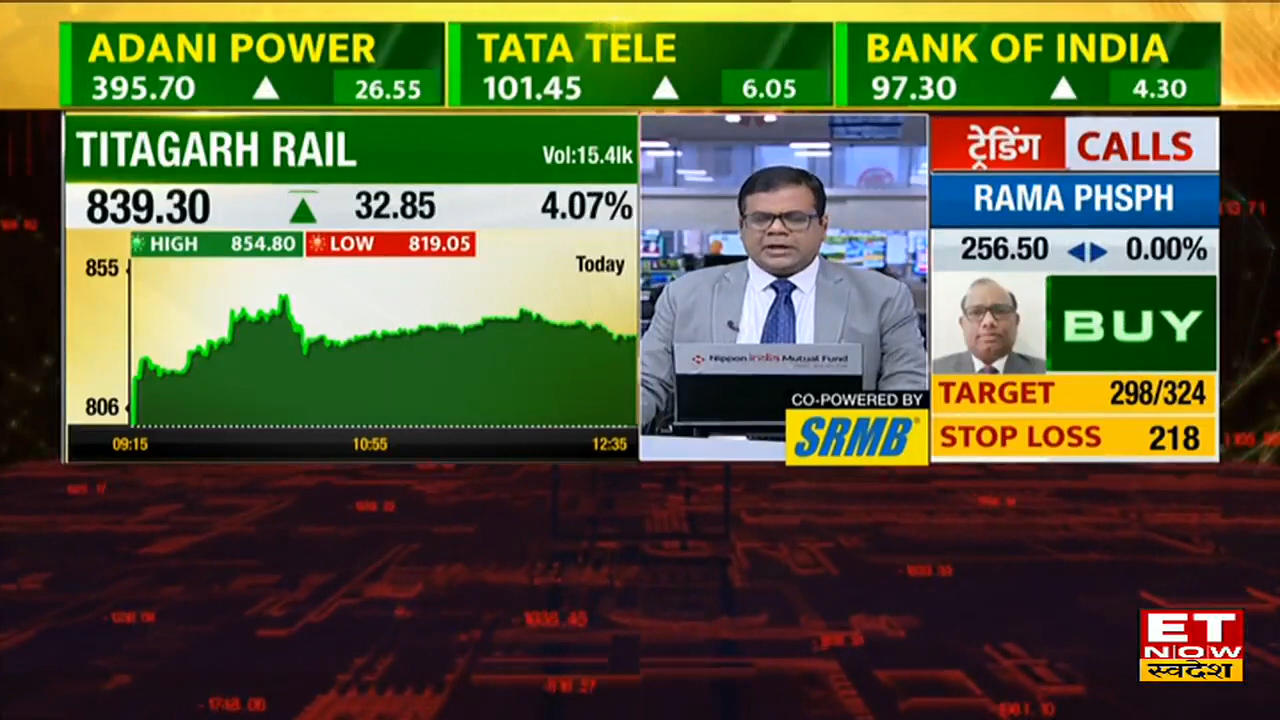 ADANI POWER
395.70 ▲ 26.55
TATA TELE
101.45 ▲ 6.05
BANK OF INDIA
97.30 ▲ 4.30
TITAGARH RAIL Vol:15.4lk
839.30 ▲ 32.85 4.07%
HIGH 854.80 LOW 819.05
Today
855
806
09:15 10:55 12:35
Nippon india Mutual Fund
CO-POWERED BY
SRMB
ट्रेडिंग CALLS
RAMA PHSPH
256.50 0.00%
BUY
TARGET 298/324
STOP LOSS 218
ET
NOW
स्वदेश